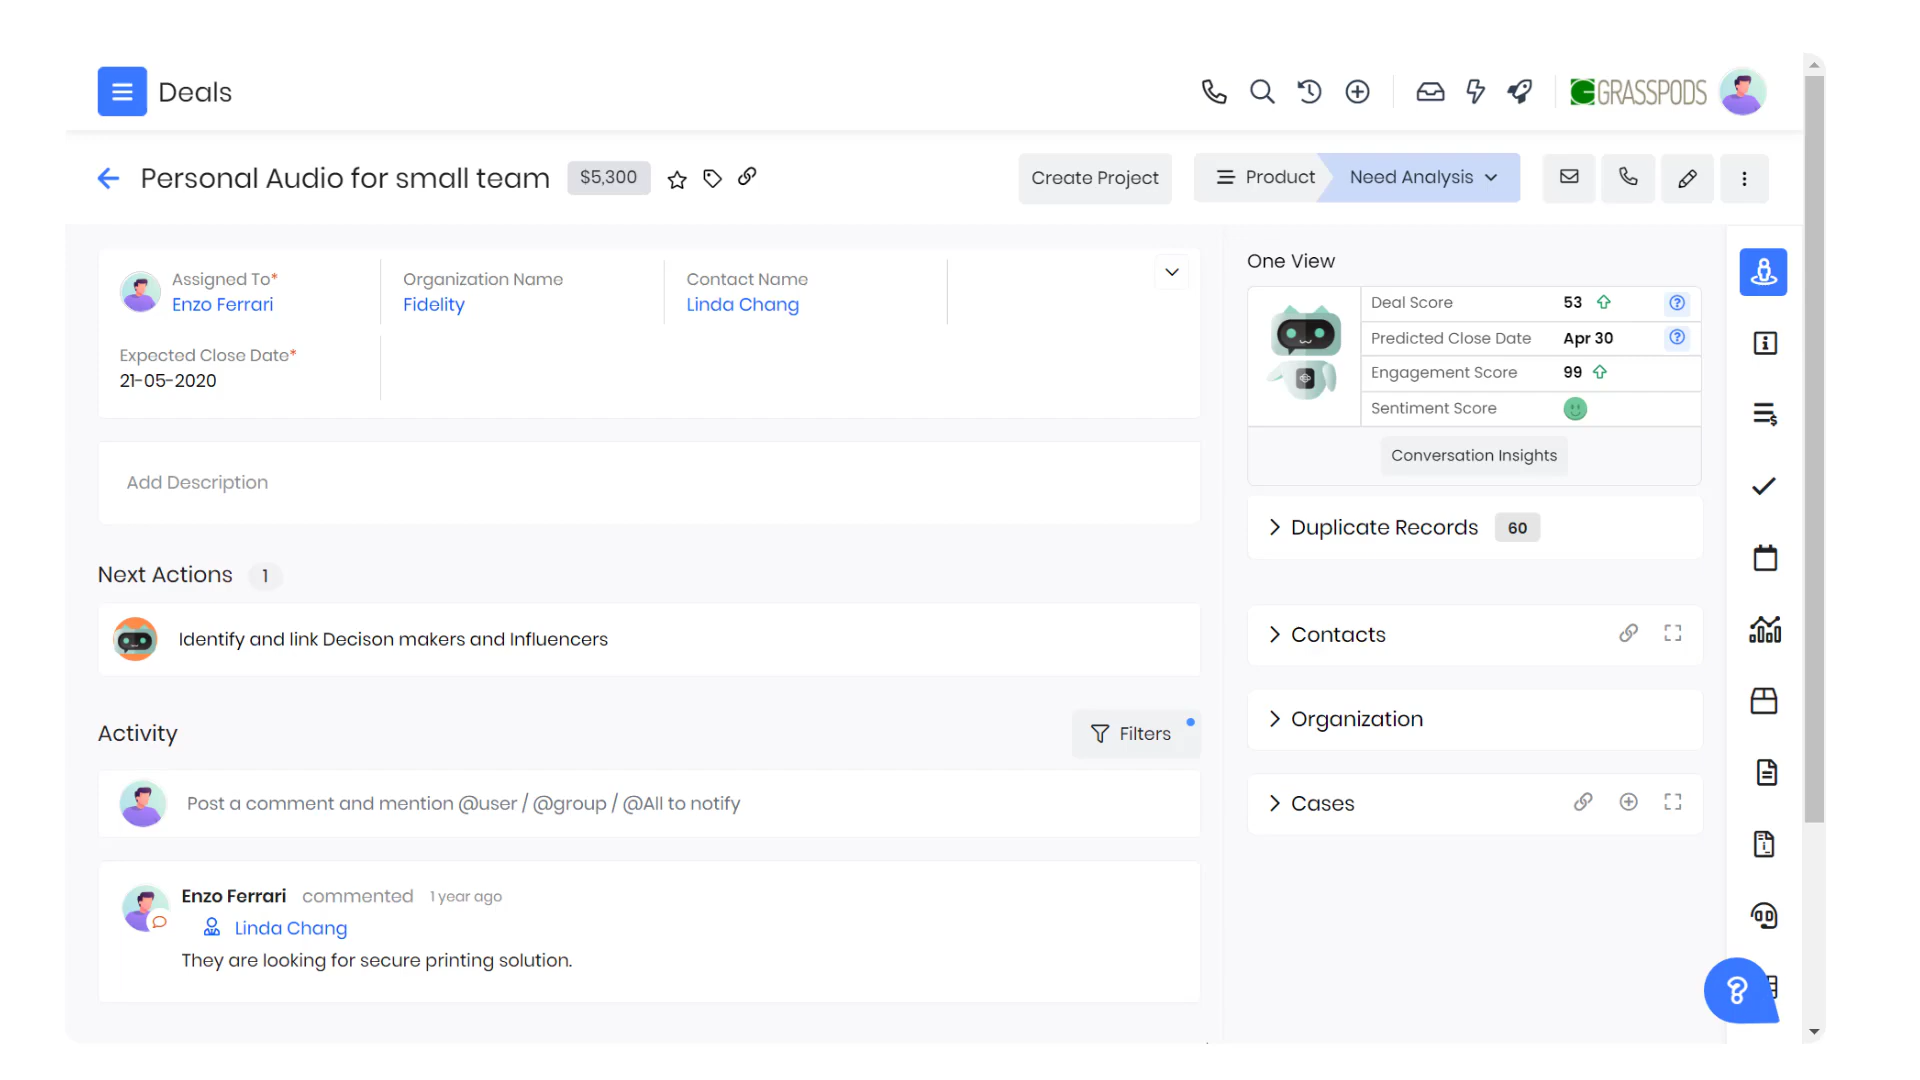 Deals
GRASSPODS
Personal Audio for small team
$5,300
Create Project
Product
Need Analysis
Assigned To*
Enzo Ferrari
Organization Name
Fidelity
Contact Name
Linda Chang
Expected Close Date*
21-05-2020
Add Description
Next Actions 1
Identify and link Decison makers and Influencers
Activity
Filters
Post a comment and mention @user / @group / @All to notify
Enzo Ferrari commented 1 year ago
Linda Chang
They are looking for secure printing solution.
One View
Deal Score 53
Predicted Close Date Apr 30
Engagement Score 99
Sentiment Score
Conversation Insights
Duplicate Records 60
Contacts
Organization
Cases